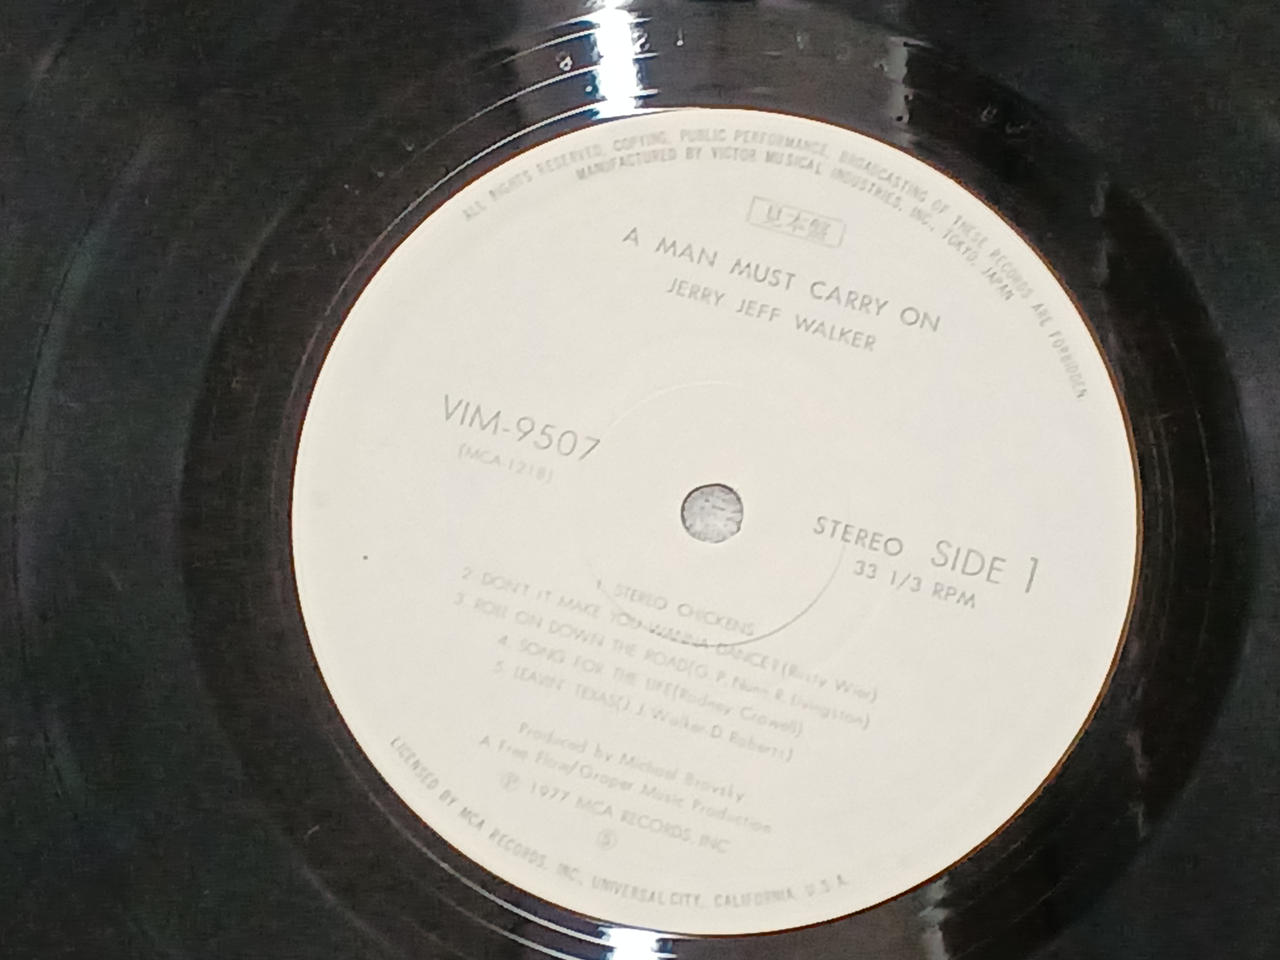 ALL RIGHTS RESERVED, COPYING, PUBLIC PERFORMANCE, BROADCASTING OF THESE RECORDS ARE FORBIDDEN.
MANUFACTURED BY VICTOR MUSICAL INDUSTRIES, INC., TOKYO, JAPAN
見本盤
A MAN MUST CARRY ON
JERRY JEFF WALKER
VIM-9507
(MCA-1218)
STEREO SIDE 1
33 1/3 RPM
1. STEREO CHICKENS
2. DON'T IT MAKE YOU WANNA DANCE? (Rusty Wier)
3. ROLL ON DOWN THE ROAD(G. P. Nunn-R. Livingston)
4. SONG FOR THE LIFE(Rodney Crowell)
5. LEAVIN' TEXAS(J. J. Walker-D. Roberts)
Produced by Michael Brovsky
A Free Flow/Groper Music Production
Ⓟ 1977 MCA RECORDS, INC
Ⓢ
LICENSED BY MCA RECORDS, INC., UNIVERSAL CITY, CALIFORNIA, U.S.A.